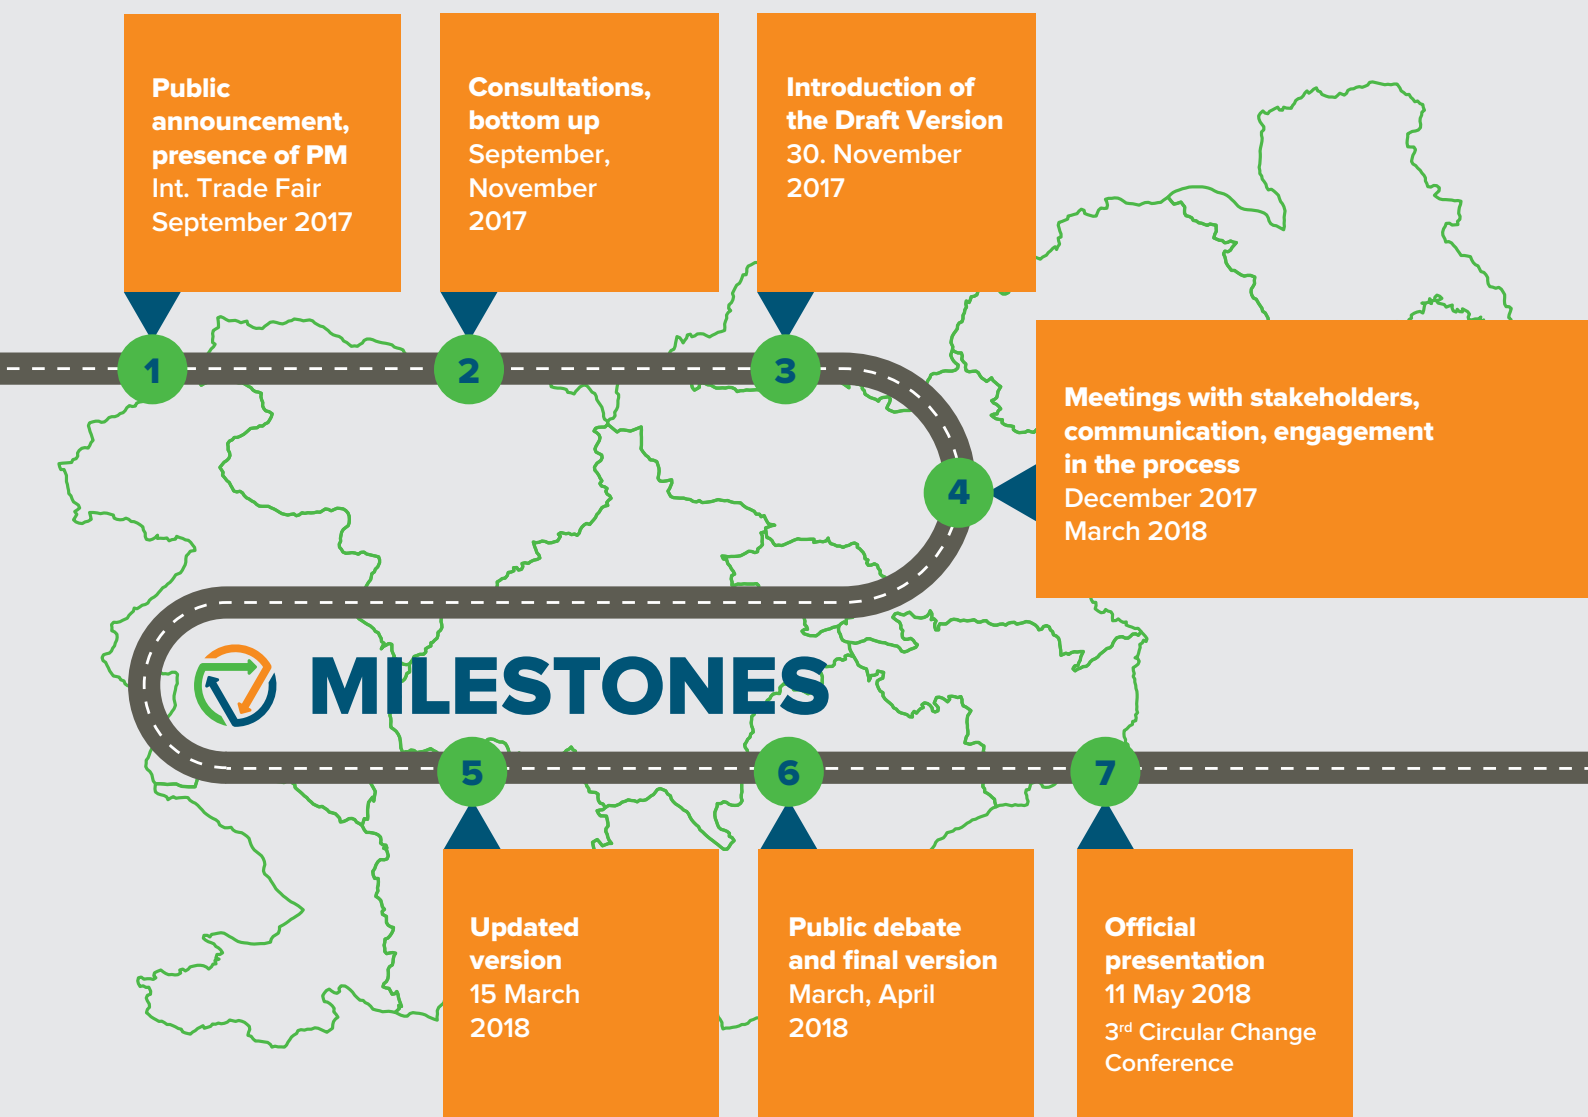 Public
announcement,
presence of PM
Int. Trade Fair
September 2017
Consultations,
bottom up
September,
November
2017
Introduction of
the Draft Version
30. November
2017
1
2
3
Meetings with stakeholders,
communication, engagement
in the process
December 2017
March 2018
4
MILESTONES
5
6
7
Updated
version
15 March
2018
Public debate
and final version
March, April
2018
Official
presentation
11 May 2018
3rd Circular Change
Conference